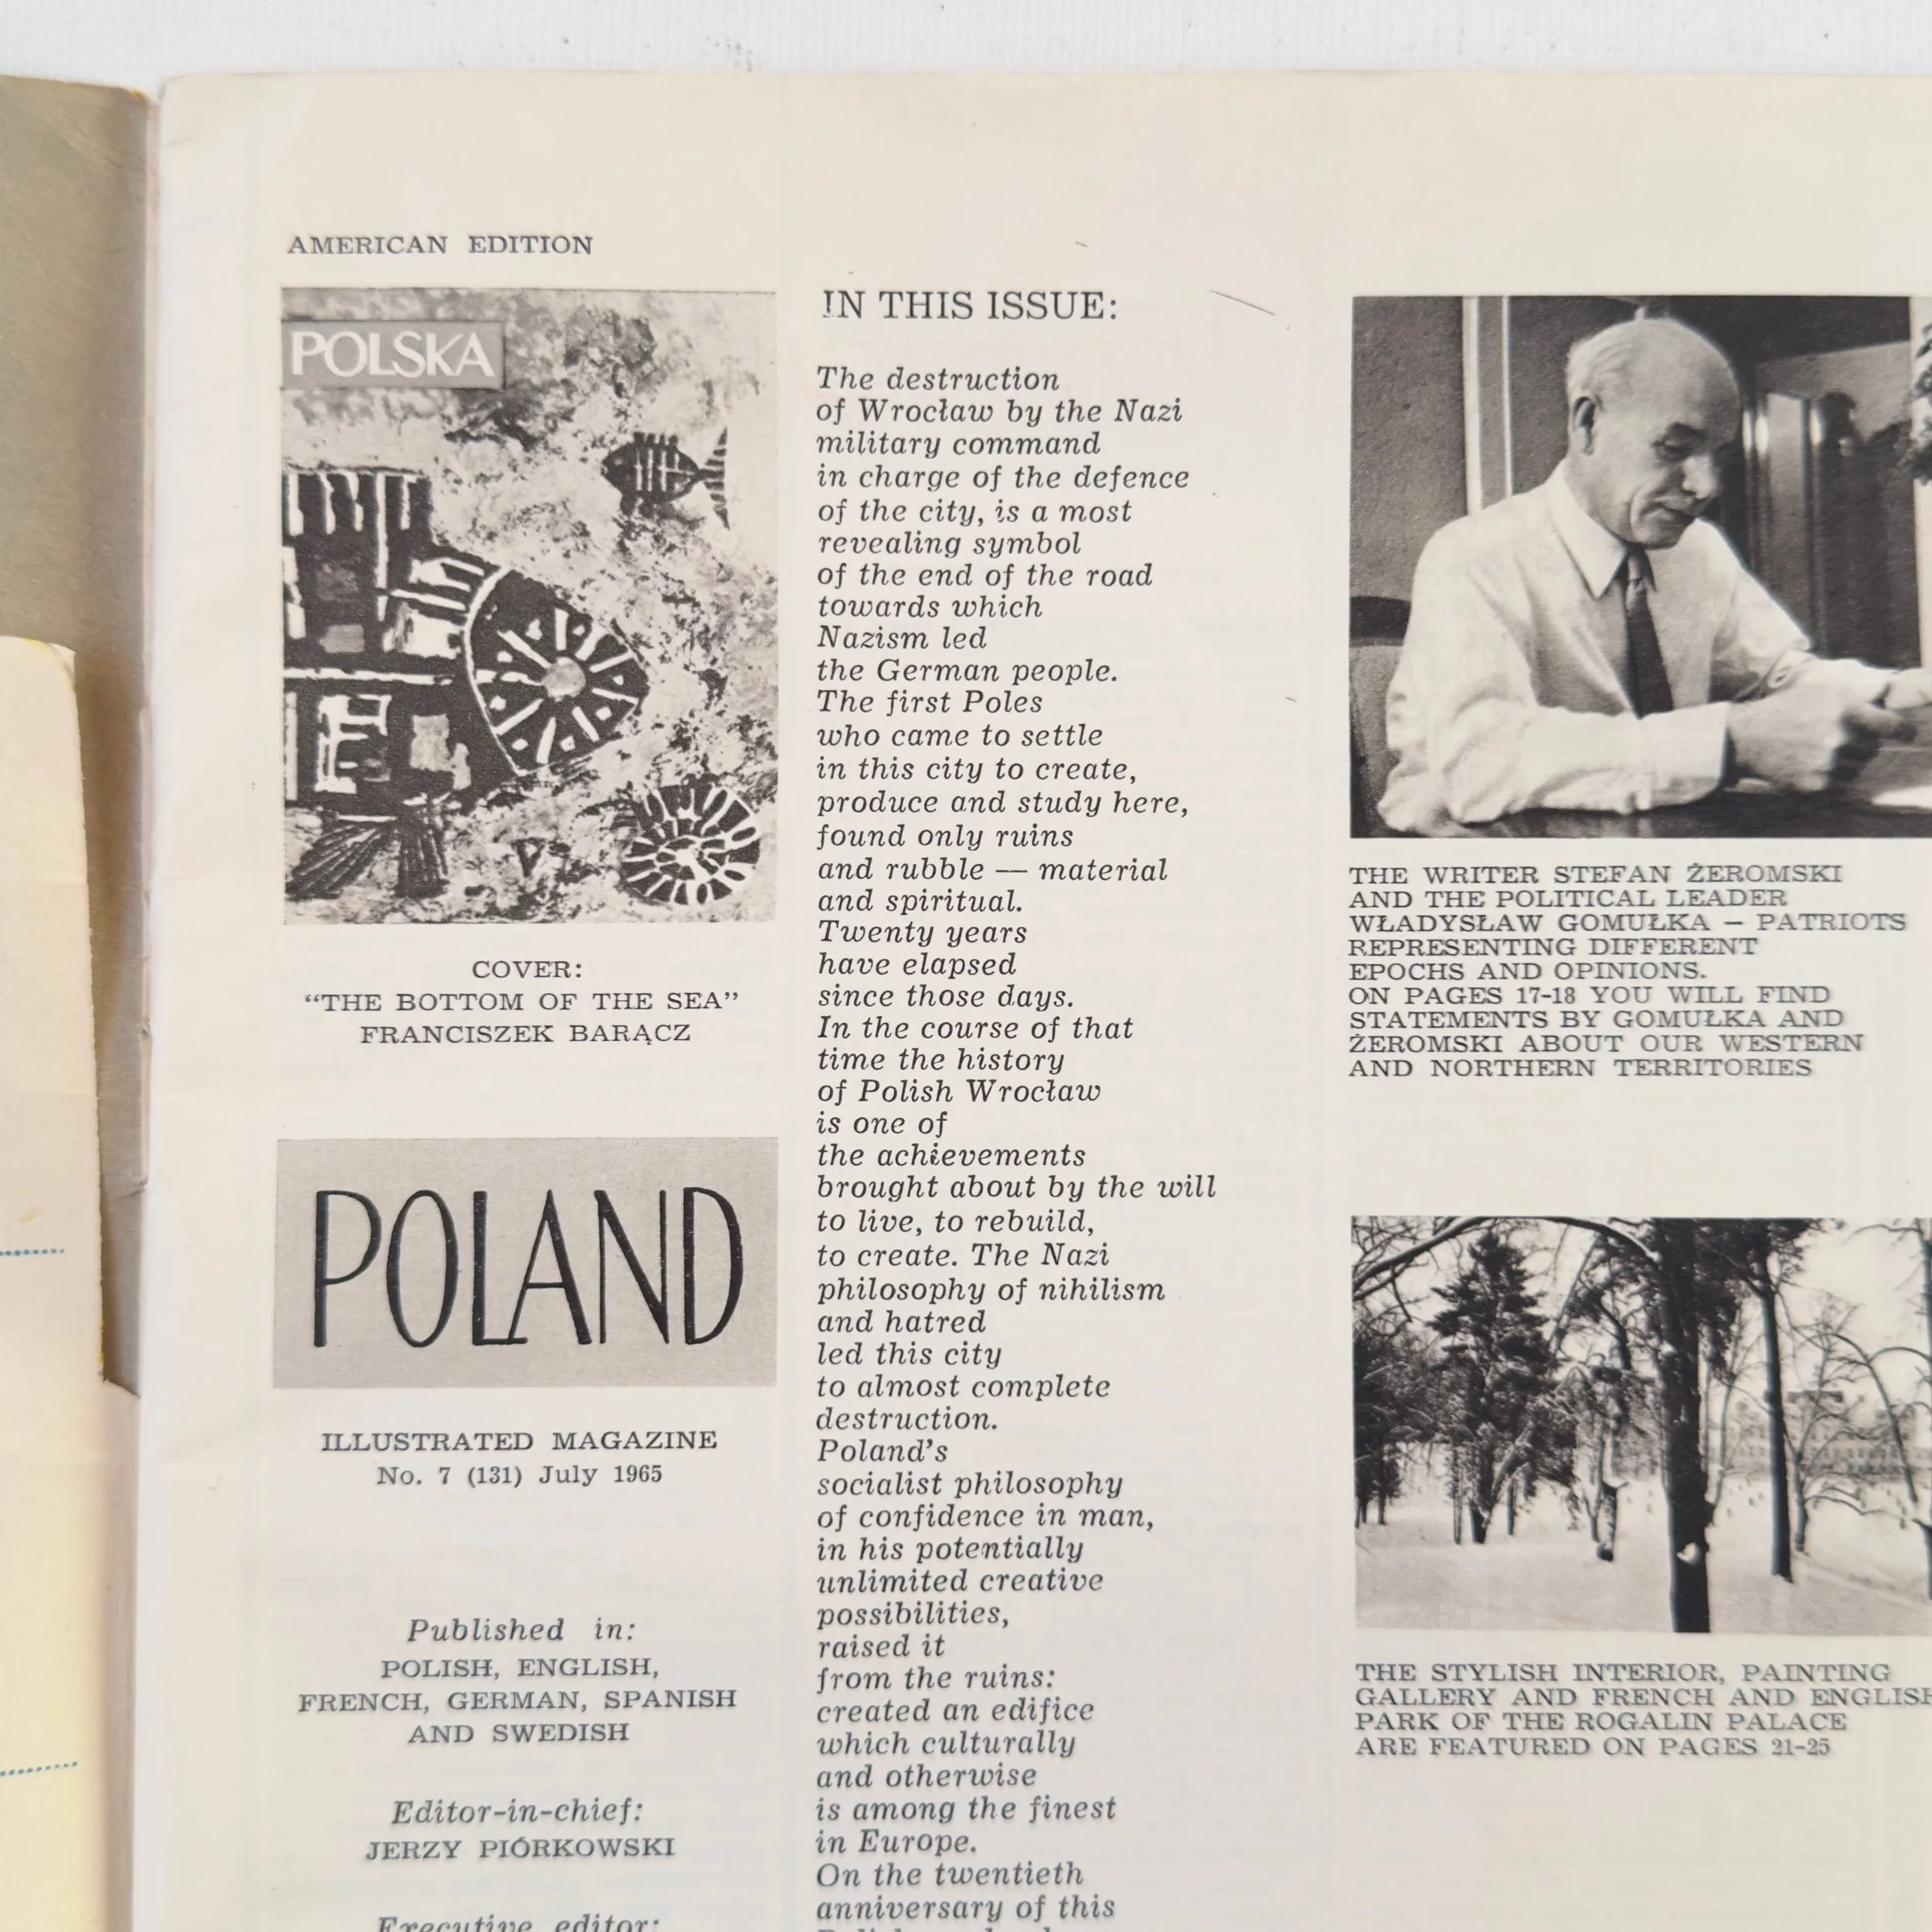 AMERICAN EDITION
POLSKA
COVER:
“THE BOTTOM OF THE SEA”
FRANCISZEK BARĄCZ
POLAND
ILLUSTRATED MAGAZINE
No. 7 (131) July 1965
Published in:
POLISH, ENGLISH,
FRENCH, GERMAN, SPANISH
AND SWEDISH
Editor-in-chief:
JERZY PIÓRKOWSKI
Executive editor:
IN THIS ISSUE:
The destruction
of Wrocław by the Nazi
military command
in charge of the defence
of the city, is a most
revealing symbol
of the end of the road
towards which
Nazism led
the German people.
The first Poles
who came to settle
in this city to create,
produce and study here,
found only ruins
and rubble — material
and spiritual.
Twenty years
have elapsed
since those days.
In the course of that
time the history
of Polish Wrocław
is one of
the achievements
brought about by the will
to live, to rebuild,
to create. The Nazi
philosophy of nihilism
and hatred
led this city
to almost complete
destruction.
Poland’s
socialist philosophy
of confidence in man,
in his potentially
unlimited creative
possibilities,
raised it
from the ruins:
created an edifice
which culturally
and otherwise
is among the finest
in Europe.
On the twentieth
anniversary of this
THE WRITER STEFAN ŻEROMSKI
AND THE POLITICAL LEADER
WŁADYSŁAW GOMUŁKA – PATRIOTS
REPRESENTING DIFFERENT
EPOCHS AND OPINIONS.
ON PAGES 17-18 YOU WILL FIND
STATEMENTS BY GOMUŁKA AND
ŻEROMSKI ABOUT OUR WESTERN
AND NORTHERN TERRITORIES
THE STYLISH INTERIOR, PAINTING
GALLERY AND FRENCH AND ENGLISH
PARK OF THE ROGALIN PALACE
ARE FEATURED ON PAGES 21-25